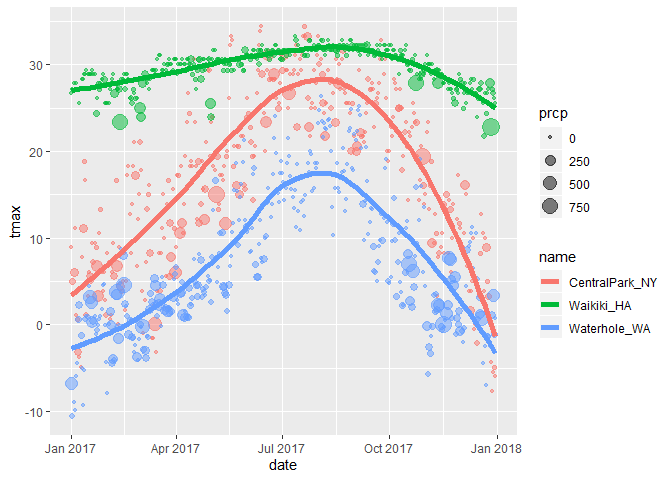 tmax
30
20
10
0
-10
Jan 2017 Apr 2017 Jul 2017 Oct 2017 Jan 2018
date
prcp
0
250
500
750
name
CentralPark_NY
Waikiki_HA
Waterhole_WA